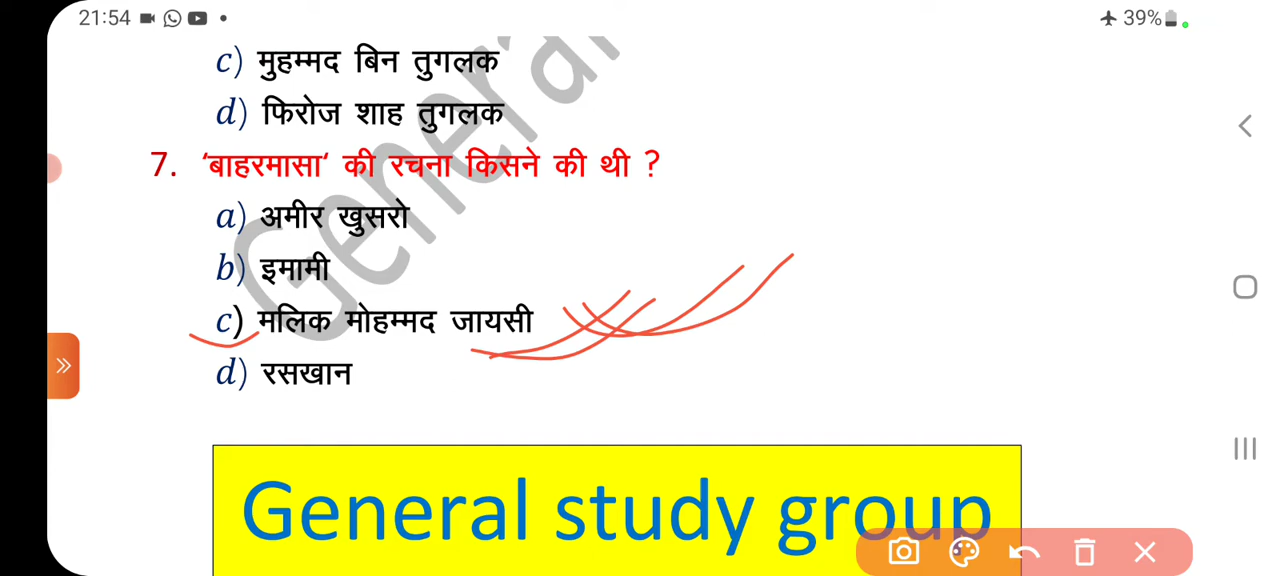 21:54 39%
c) मुहम्मद बिन तुगलक
d) फिरोज शाह तुगलक
7. ‘बाहरमासा‘ की रचना किसने की थी ?
a) अमीर खुसरो
b) इमामी
c) मलिक मोहम्मद जायसी
d) रसखान
General
General study group